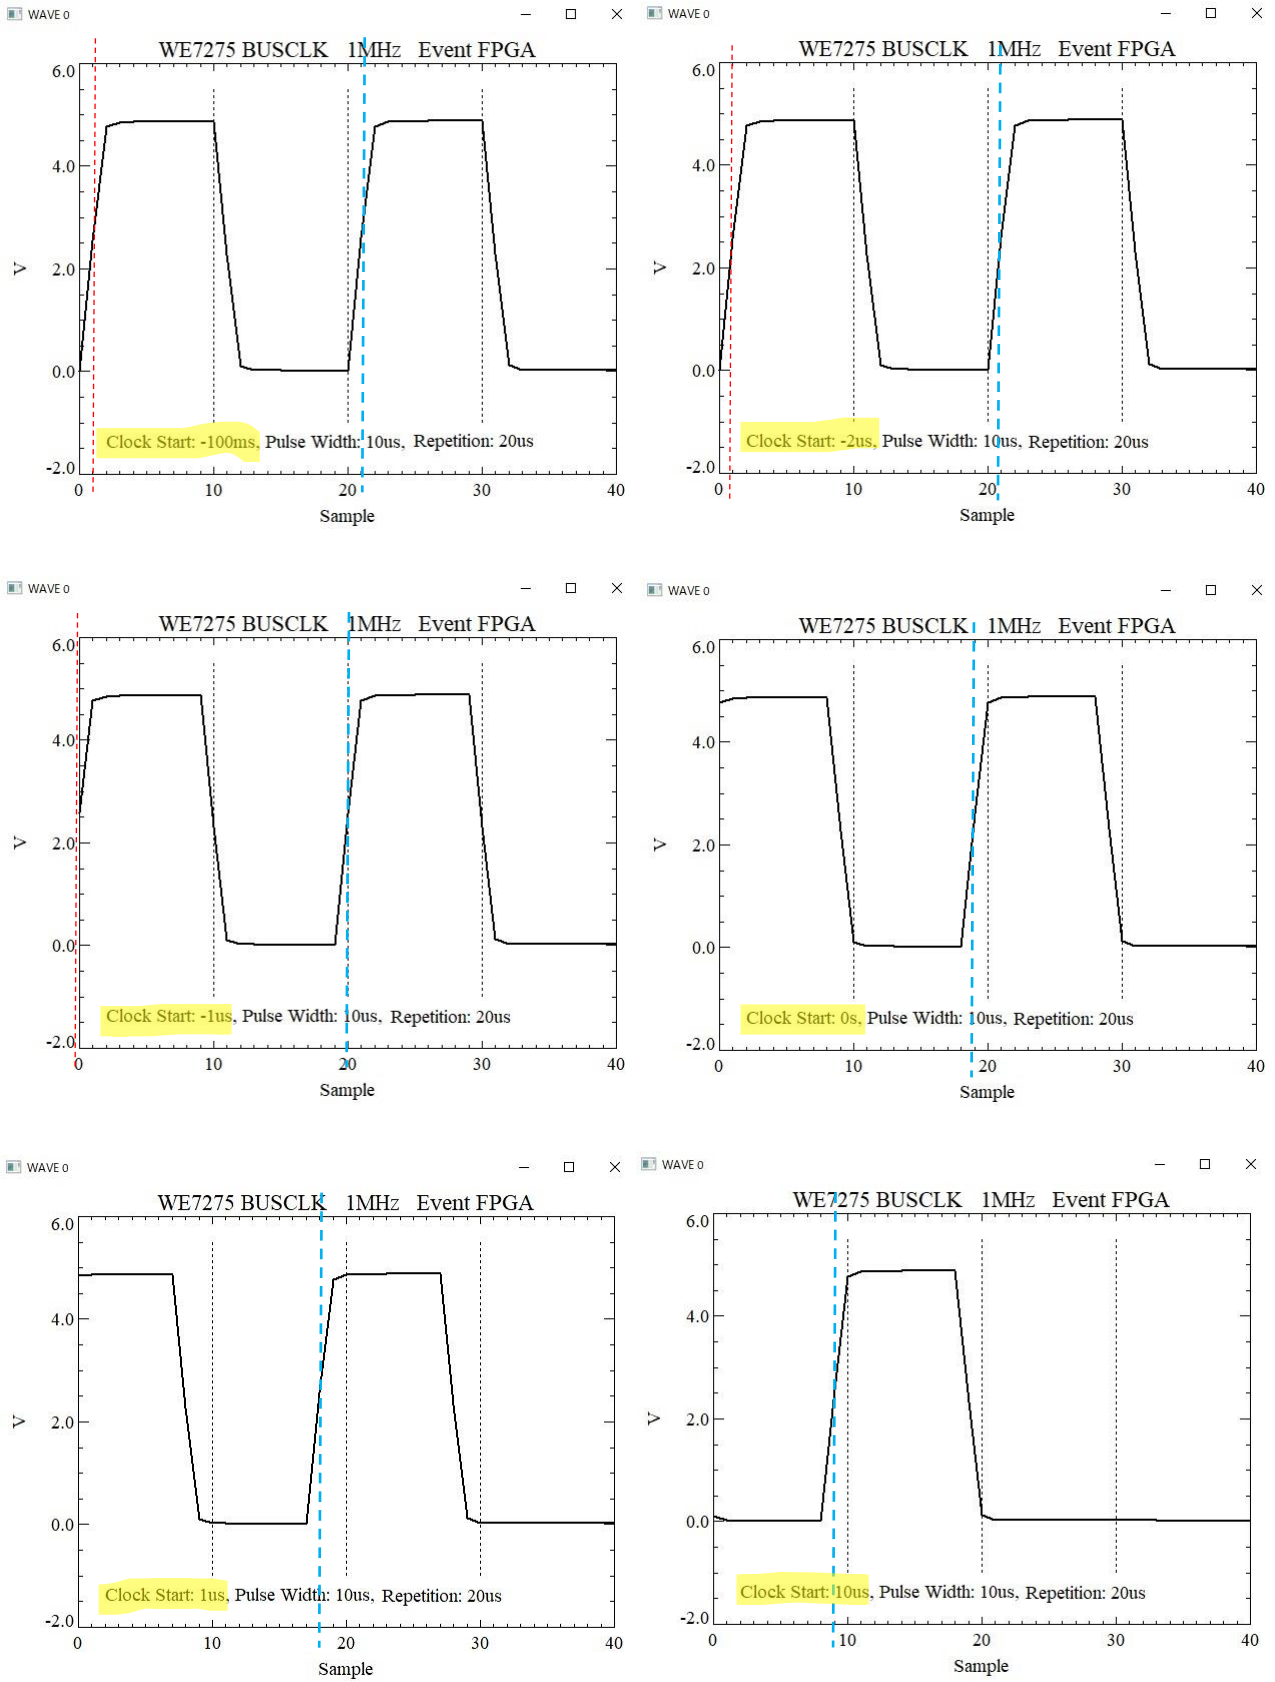 WAVE 0
WE7275 BUSCLK 1MHz Event FPGA
6.0
4.0
V
2.0
0.0
Clock Start: -100ms, Pulse Width: 10us, Repetition: 20us
-2.0
0 10 20 30 40
Sample
WAVE 0
WE7275 BUSCLK 1MHz Event FPGA
6.0
4.0
V
2.0
0.0
Clock Start: -2us, Pulse Width: 10us, Repetition: 20us
-2.0
0 10 20 30 40
Sample
WAVE 0
WE7275 BUSCLK 1MHz Event FPGA
6.0
4.0
V
2.0
0.0
Clock Start: -1us, Pulse Width: 10us, Repetition: 20us
-2.0
0 10 20 30 40
Sample
WAVE 0
WE7275 BUSCLK 1MHz Event FPGA
6.0
4.0
V
2.0
0.0
Clock Start: 0s, Pulse Width: 10us, Repetition: 20us
-2.0
0 10 20 30 40
Sample
WAVE 0
WE7275 BUSCLK 1MHz Event FPGA
6.0
4.0
V
2.0
0.0
Clock Start: 1us, Pulse Width: 10us, Repetition: 20us
-2.0
0 10 20 30 40
Sample
WAVE 0
WE7275 BUSCLK 1MHz Event FPGA
6.0
4.0
V
2.0
0.0
Clock Start: 10us, Pulse Width: 10us, Repetition: 20us
-2.0
0 10 20 30 40
Sample